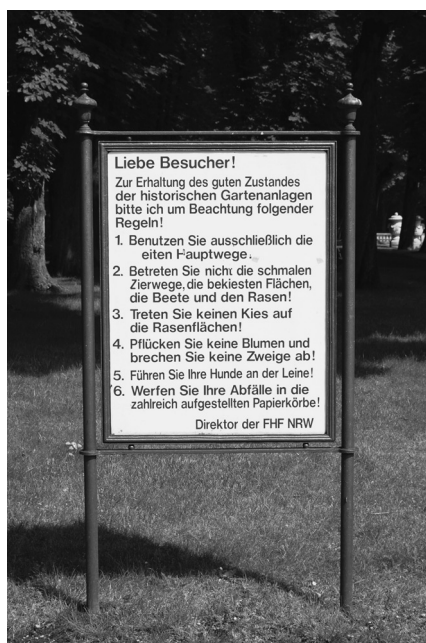 Liebe Besucher!
Zur Erhaltung des guten Zustandes
der historischen Gartenanlagen
bitte ich um Beachtung folgender
Regeln!
1. Benutzen Sie ausschließlich die
eiten Hauptwege.
2. Betreten Sie nicht die schmalen
Zierwege, die bekiesten Flächen,
die Beete und den Rasen!
3. Treten Sie keinen Kies auf
die Rasenflächen!
4. Pflücken Sie keine Blumen und
brechen Sie keine Zweige ab!
5. Führen Sie Ihre Hunde an der Leine!
6. Werfen Sie Ihre Abfälle in die
zahlreich aufgestellten Papierkörbe!
Direktor der FHF NRW